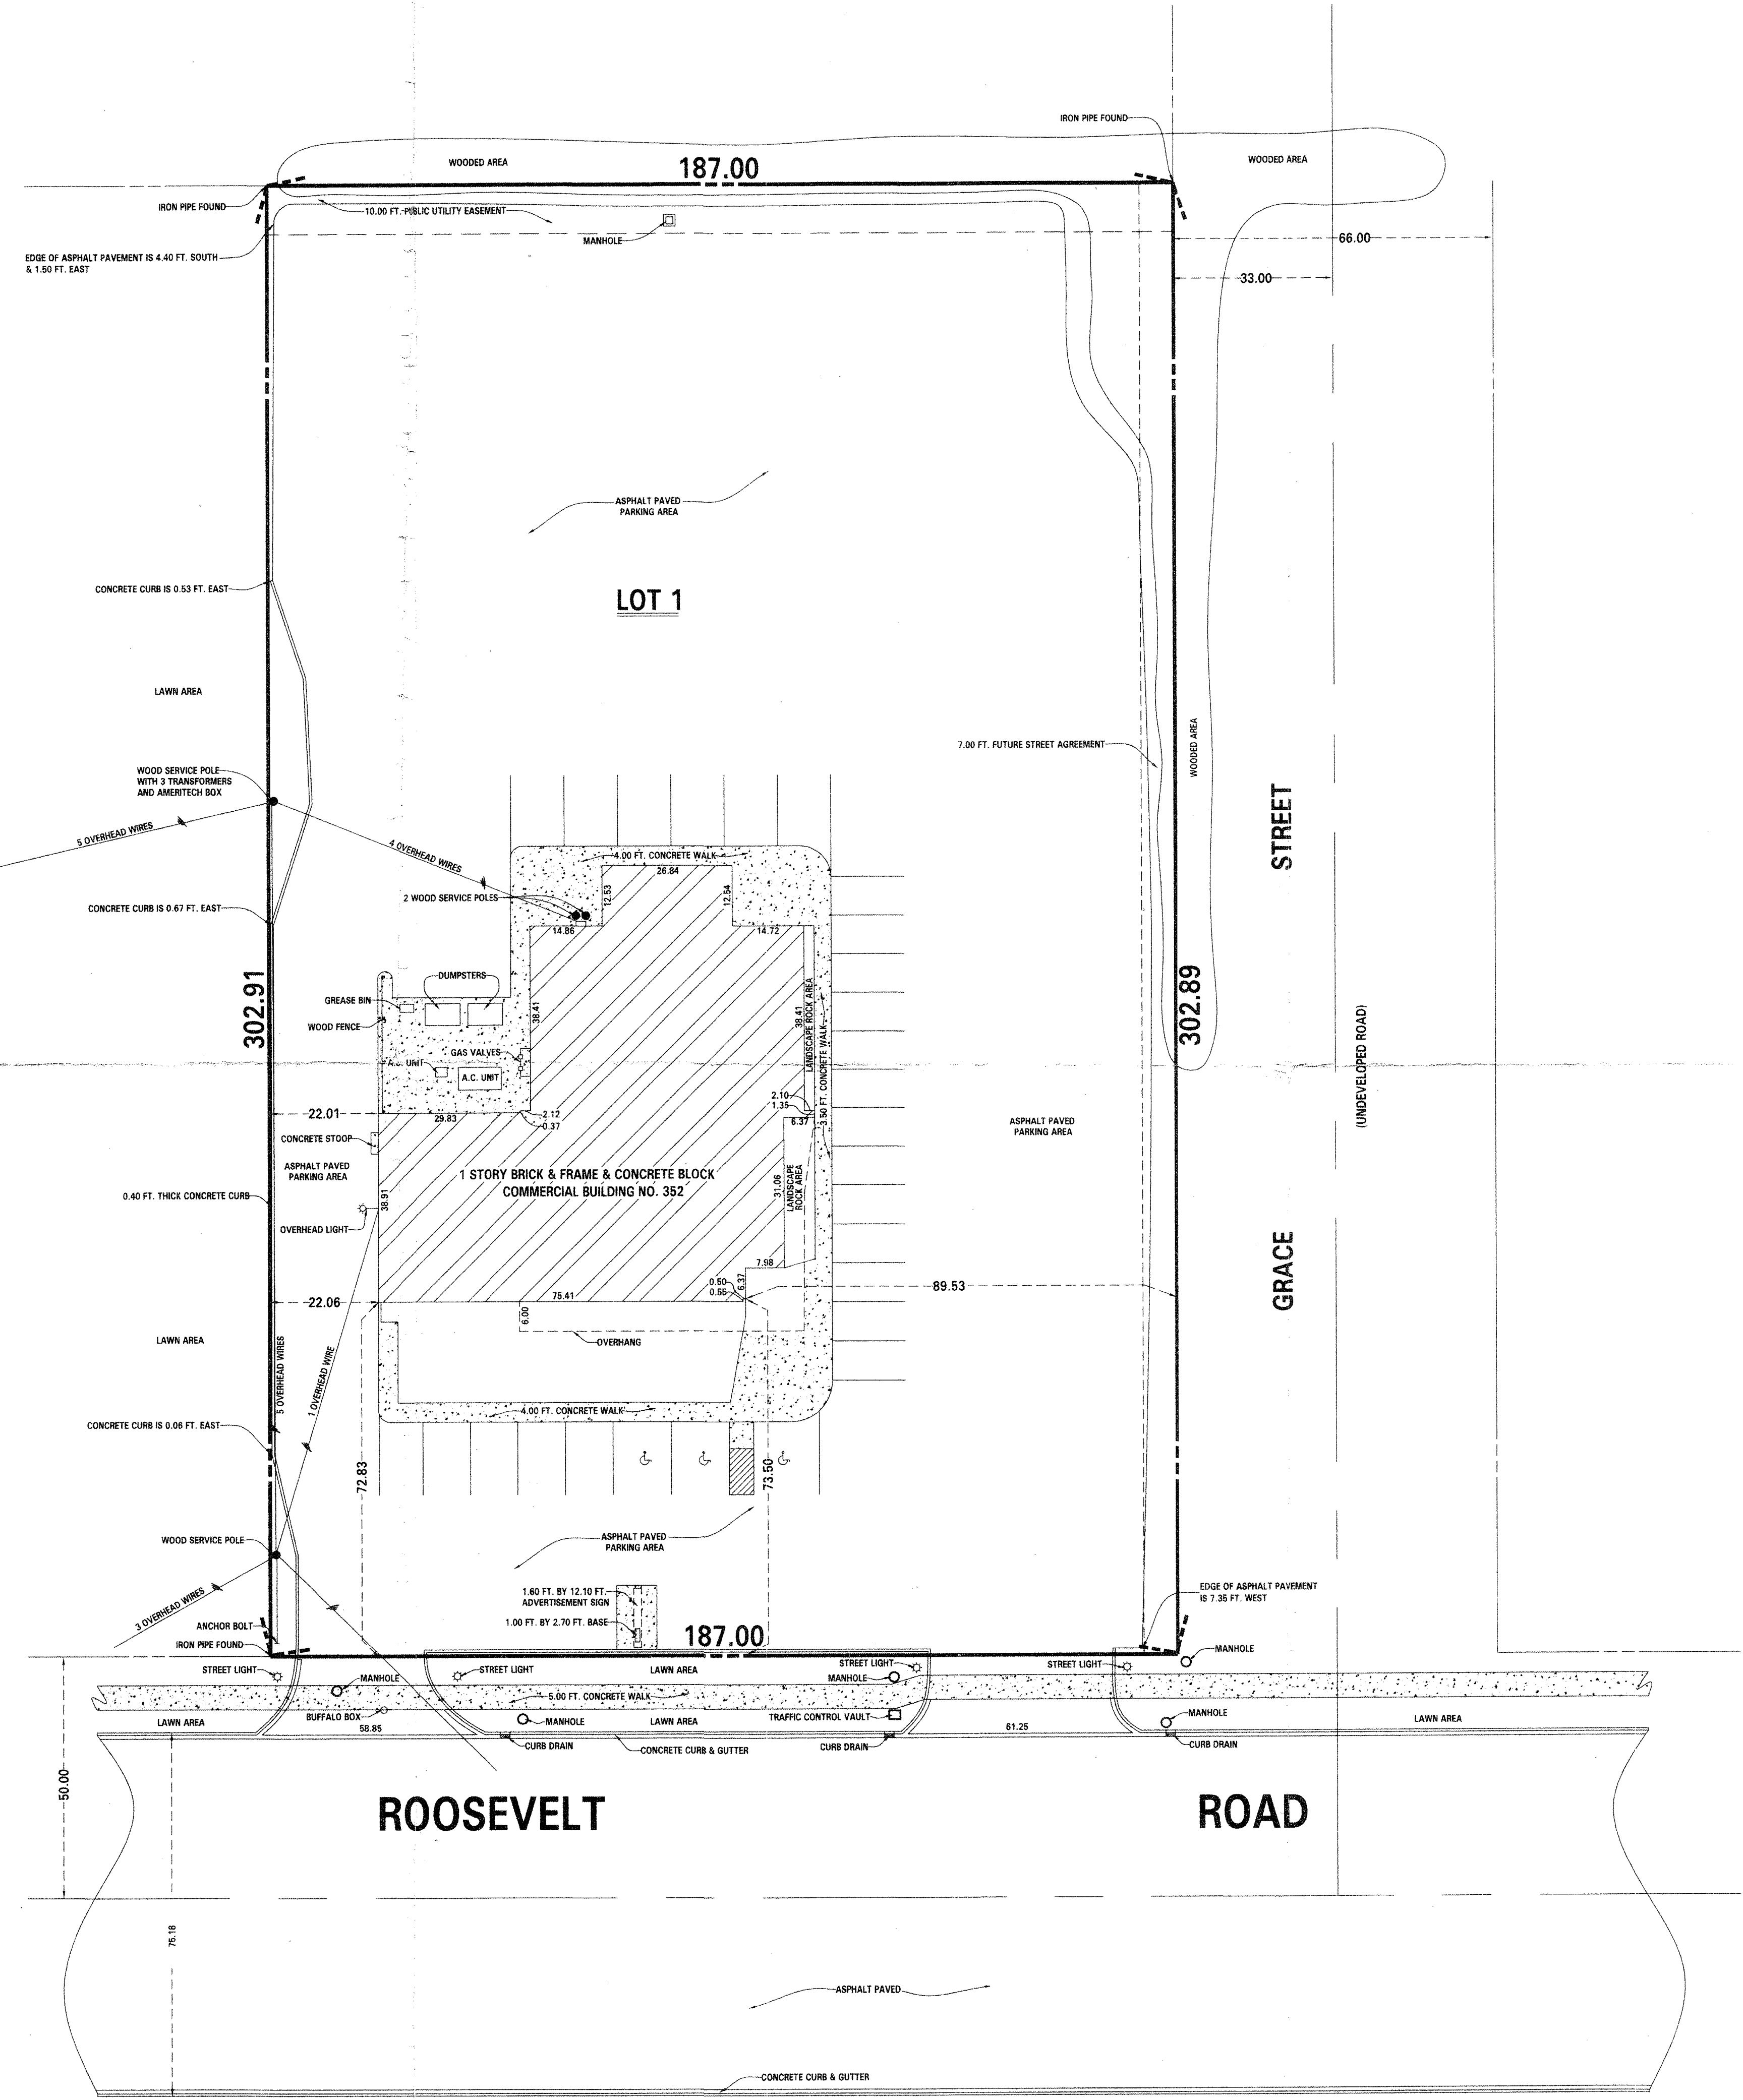 IRON PIPE FOUND
WOODED AREA
187.00
WOODED AREA
IRON PIPE FOUND
10.00 FT. PUBLIC UTILITY EASEMENT
MANHOLE
66.00
EDGE OF ASPHALT PAVEMENT IS 4.40 FT. SOUTH
& 1.50 FT. EAST
33.00
ASPHALT PAVED
PARKING AREA
CONCRETE CURB IS 0.53 FT. EAST
LOT 1
LAWN AREA
7.00 FT. FUTURE STREET AGREEMENT
WOODED AREA
WOOD SERVICE POLE
WITH 3 TRANSFORMERS
AND AMERITECH BOX
5 OVERHEAD WIRES
4 OVERHEAD WIRES
STREET
4.00 FT. CONCRETE WALK
26.84
12.53
12.54
2 WOOD SERVICE POLES
CONCRETE CURB IS 0.67 FT. EAST
14.86
14.72
302.91
DUMPSTERS
GREASE BIN
WOOD FENCE
38.41
38.41
LANDSCAPE ROCK AREA
3.50 FT. CONCRETE WALK
302.89
(UNDEVELOPED ROAD)
GAS VALVES
A.C. UNIT
A.C. UNIT
22.01
29.83
2.12
0.37
2.10
1.35
6.37
CONCRETE STOOP
ASPHALT PAVED
PARKING AREA
ASPHALT PAVED
PARKING AREA
1 STORY BRICK & FRAME & CONCRETE BLOCK
COMMERCIAL BUILDING NO. 352
31.06
LANDSCAPE
ROCK AREA
0.40 FT. THICK CONCRETE CURB
38.91
OVERHEAD LIGHT
GRACE
7.98
6.37
0.50
0.55
89.53
22.06
75.41
6.00
OVERHANG
LAWN AREA
5 OVERHEAD WIRES
1 OVERHEAD WIRE
CONCRETE CURB IS 0.06 FT. EAST
4.00 FT. CONCRETE WALK
72.83
73.50
WOOD SERVICE POLE
ASPHALT PAVED
PARKING AREA
3 OVERHEAD WIRES
1.60 FT. BY 12.10 FT.
ADVERTISEMENT SIGN
1.00 FT. BY 2.70 FT. BASE
EDGE OF ASPHALT PAVEMENT
IS 7.35 FT. WEST
ANCHOR BOLT
IRON PIPE FOUND
187.00
MANHOLE
STREET LIGHT
STREET LIGHT
LAWN AREA
STREET LIGHT
STREET LIGHT
MANHOLE
MANHOLE
5.00 FT. CONCRETE WALK
BUFFALO BOX
LAWN AREA
58.85
MANHOLE
LAWN AREA
TRAFFIC CONTROL VAULT
61.25
MANHOLE
LAWN AREA
CURB DRAIN
CONCRETE CURB & GUTTER
CURB DRAIN
CURB DRAIN
50.00
ROOSEVELT ROAD
75.18
ASPHALT PAVED
CONCRETE CURB & GUTTER